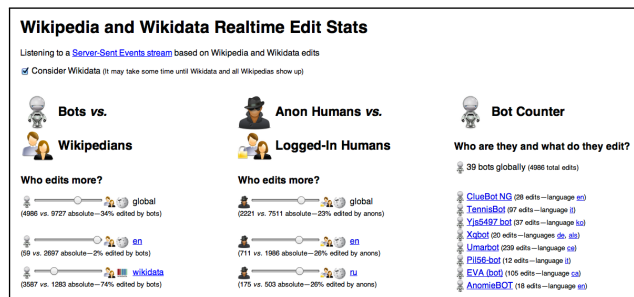 Wikipedia and Wikidata Realtime Edit Stats
Listening to a Server-Sent Events stream based on Wikipedia and Wikidata edits
Consider Wikidata (It may take some time until Wikidata and all Wikipedias show up)
Bots vs.
Wikipedians
Who edits more?
global
(4986 vs. 9727 absolute—34% edited by bots)
en
(59 vs. 2697 absolute—2% edited by bots)
wikidata
(3587 vs. 1283 absolute—74% edited by bots)
Anon Humans vs.
Logged-In Humans
Who edits more?
global
(2221 vs. 7511 absolute—23% edited by anons)
en
(711 vs. 1986 absolute—26% edited by anons)
ru
(175 vs. 503 absolute—26% edited by anons)
Bot Counter
Who are they and what do they edit?
39 bots globally (4986 total edits)
ClueBot NG (28 edits—language en)
TennisBot (97 edits—language it)
Yjs5497 bot (37 edits—language ko)
Xqbot (20 edits—languages de, als)
Umarbot (239 edits—language ce)
Pil56-bot (12 edits—language it)
EVA (bot) (105 edits—language ca)
AnomieBOT (18 edits—language en)